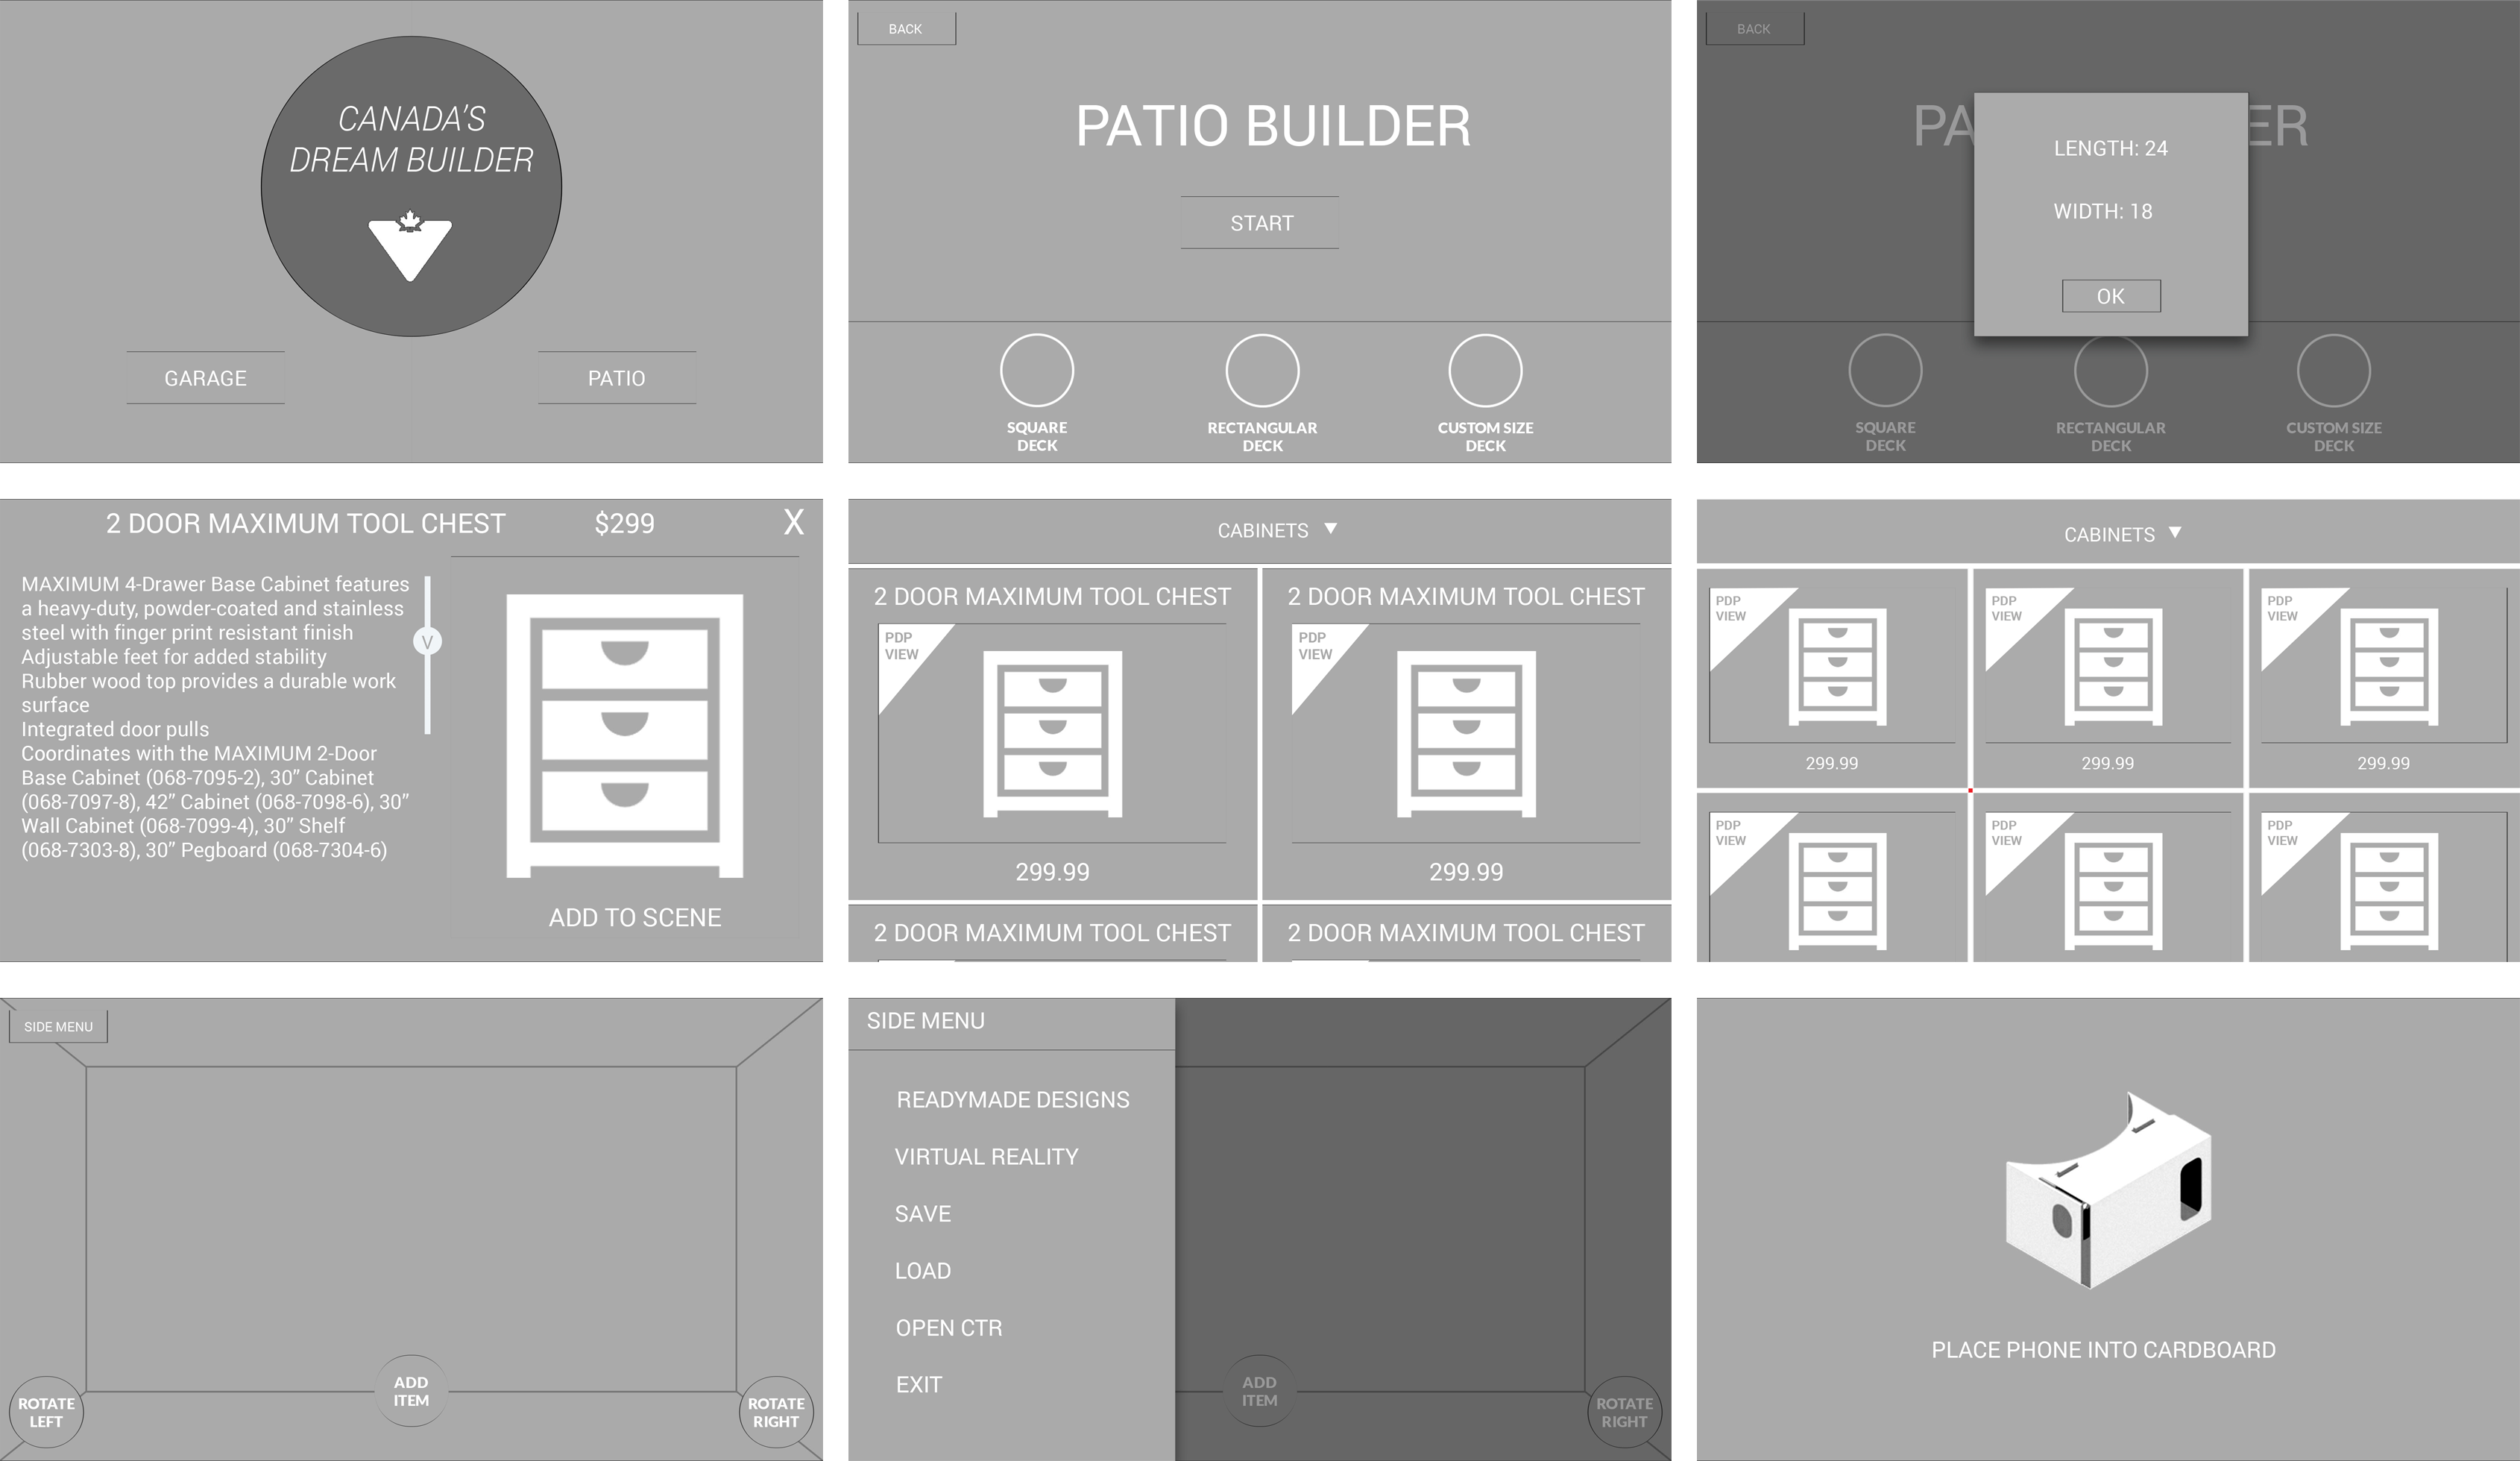 CANADA'S
DREAM BUILDER
GARAGE
PATIO
BACK
PATIO BUILDER
START
SQUARE
DECK
RECTANGULAR
DECK
CUSTOM SIZE
DECK
BACK
PA
ER
LENGTH: 24
WIDTH: 18
OK
SQUARE
DECK
RECTANGULAR
DECK
CUSTOM SIZE
DECK
2 DOOR MAXIMUM TOOL CHEST
$299
X
MAXIMUM 4-Drawer Base Cabinet features
a heavy-duty, powder-coated and stainless
steel with finger print resistant finish
Adjustable feet for added stability
Rubber wood top provides a durable work
surface
Integrated door pulls
Coordinates with the MAXIMUM 2-Door
Base Cabinet (068-7095-2), 30” Cabinet
(068-7097-8), 42” Cabinet (068-7098-6), 30”
Wall Cabinet (068-7099-4), 30” Shelf
(068-7303-8), 30” Pegboard (068-7304-6)
V
ADD TO SCENE
CABINETS ▼
2 DOOR MAXIMUM TOOL CHEST
PDP
VIEW
299.99
2 DOOR MAXIMUM TOOL CHEST
PDP
VIEW
299.99
2 DOOR MAXIMUM TOOL CHEST
2 DOOR MAXIMUM TOOL CHEST
CABINETS ▼
PDP
VIEW
299.99
PDP
VIEW
299.99
PDP
VIEW
299.99
PDP
VIEW
PDP
VIEW
PDP
VIEW
SIDE MENU
ROTATE
LEFT
ADD
ITEM
ROTATE
RIGHT
SIDE MENU
READYMADE DESIGNS
VIRTUAL REALITY
SAVE
LOAD
OPEN CTR
EXIT
ADD
ITEM
ROTATE
RIGHT
PLACE PHONE INTO CARDBOARD